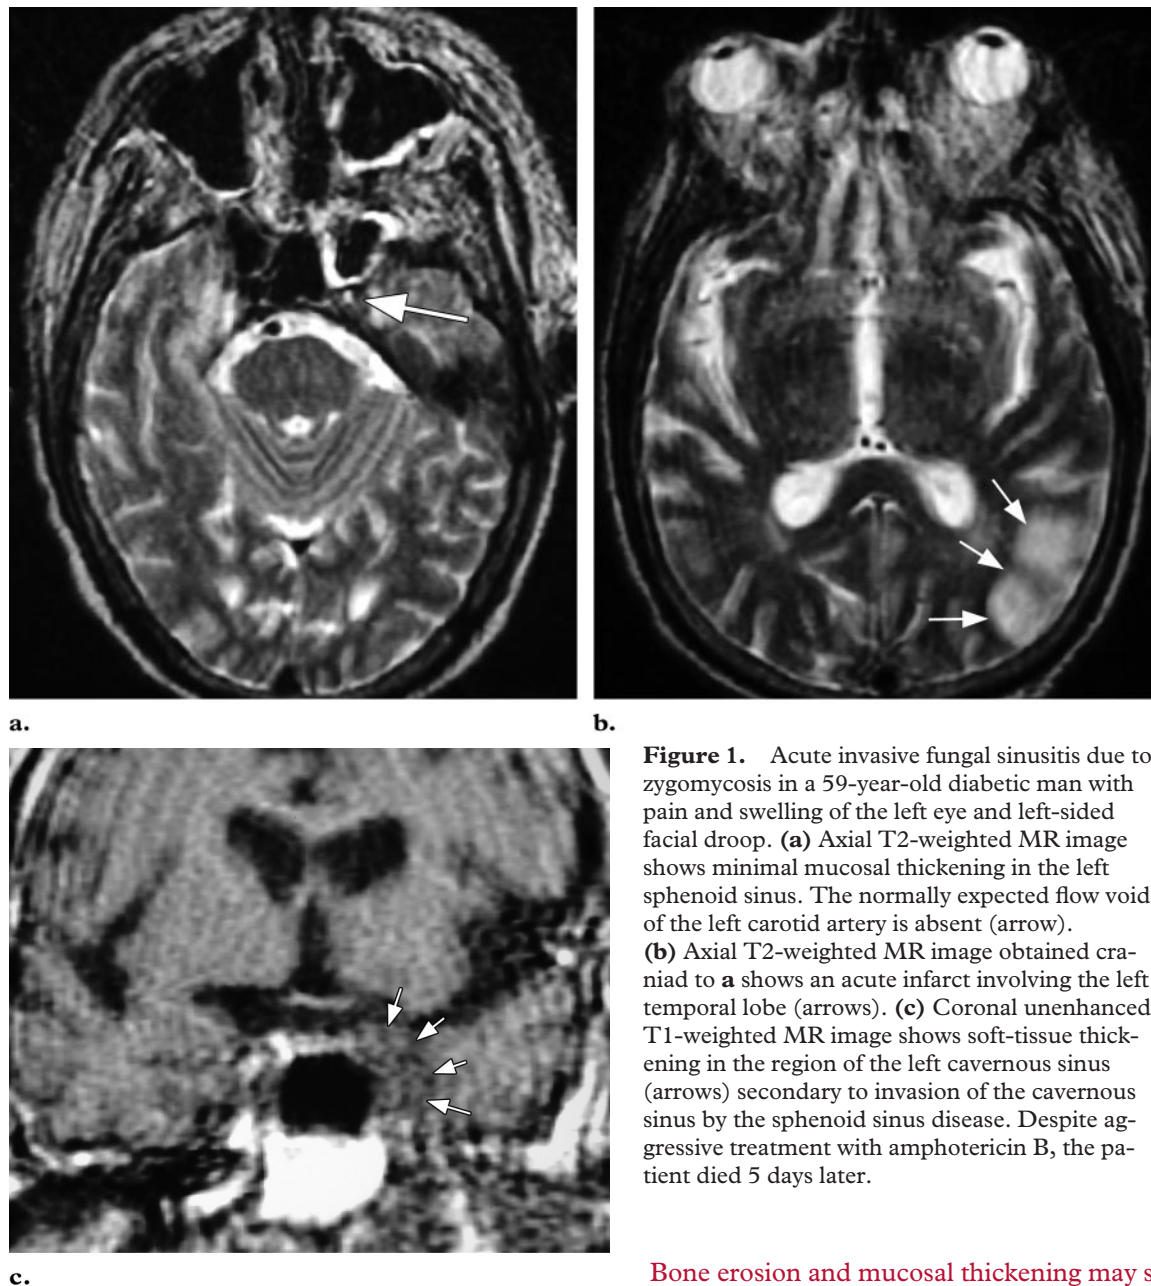 a.
b.
Figure 1. Acute invasive fungal sinusitis due to
zygomycosis in a 59-year-old diabetic man with
pain and swelling of the left eye and left-sided
facial droop. (a) Axial T2-weighted MR image
shows minimal mucosal thickening in the left
sphenoid sinus. The normally expected flow void
of the left carotid artery is absent (arrow).
(b) Axial T2-weighted MR image obtained cra-
niad to a shows an acute infarct involving the left
temporal lobe (arrows). (c) Coronal unenhanced
T1-weighted MR image shows soft-tissue thick-
ening in the region of the left cavernous sinus
(arrows) secondary to invasion of the cavernous
sinus by the sphenoid sinus disease. Despite ag-
gressive treatment with amphotericin B, the pa-
tient died 5 days later.
c.
Bone erosion and mucosal thickening may s